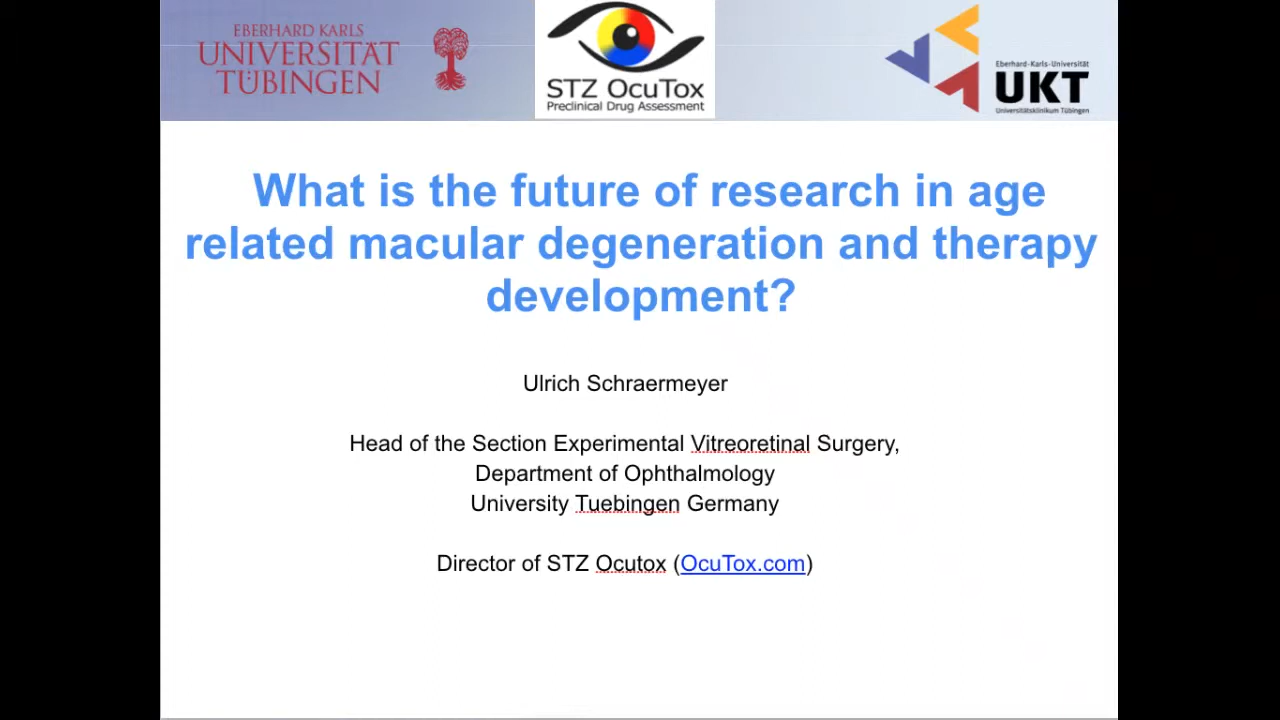 EBERHARD KARLS
UNIVERSITÄT
TÜBINGEN
STZ OcuTox
Preclinical Drug Assessment
Eberhard-Karls-Universität
UKT
Universitätsklinikum Tübingen
What is the future of research in age
related macular degeneration and therapy
development?
Ulrich Schraermeyer
Head of the Section Experimental Vitreoretinal Surgery,
Department of Ophthalmology
University Tuebingen Germany
Director of STZ Ocutox (OcuTox.com)